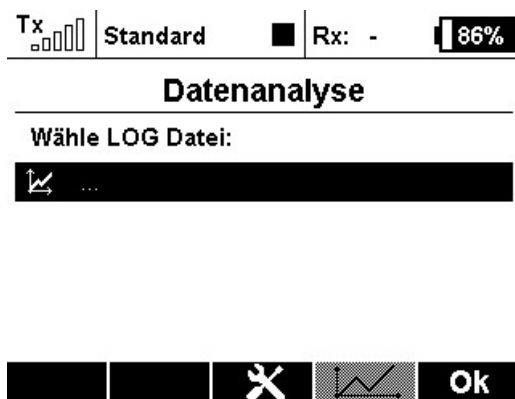 Tx Standard Rx: - 86%
Datenanalyse
Wähle LOG Datei:
...
Ok